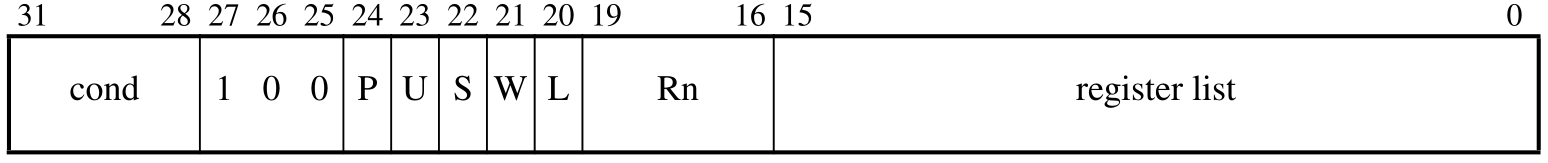 31 28 27 26 25 24 23 22 21 20 19 16 15 0
cond 1 0 0 P U S W L Rn register list